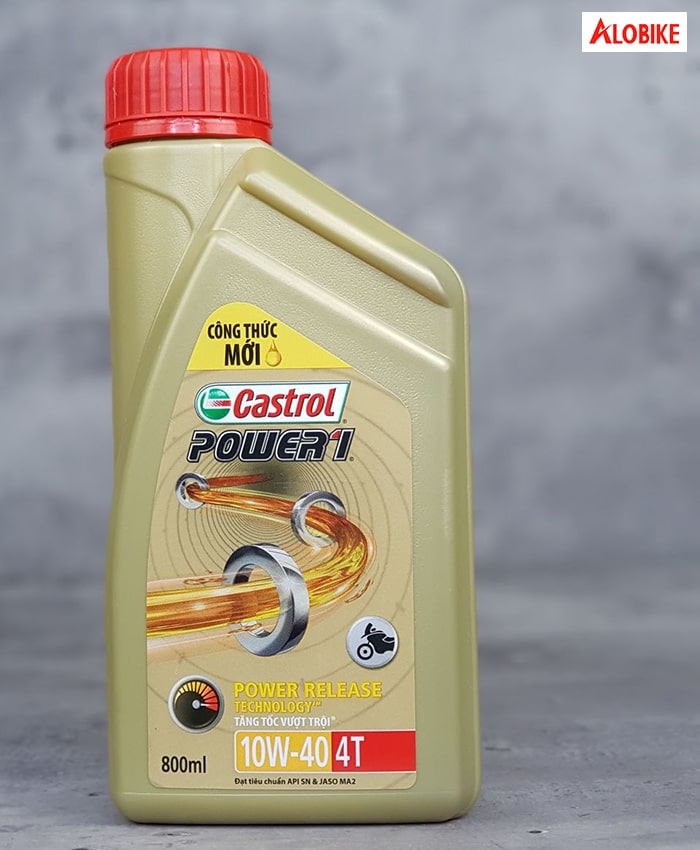 ALOBIKE
CÔNG THỨC
MỚI
Castrol
POWER1
POWER RELEASE
TECHNOLOGY™
TĂNG TỐC VƯỢT TRỘI*
10W-40 4T
800ml
Đạt tiêu chuẩn API SN & JASO MA2